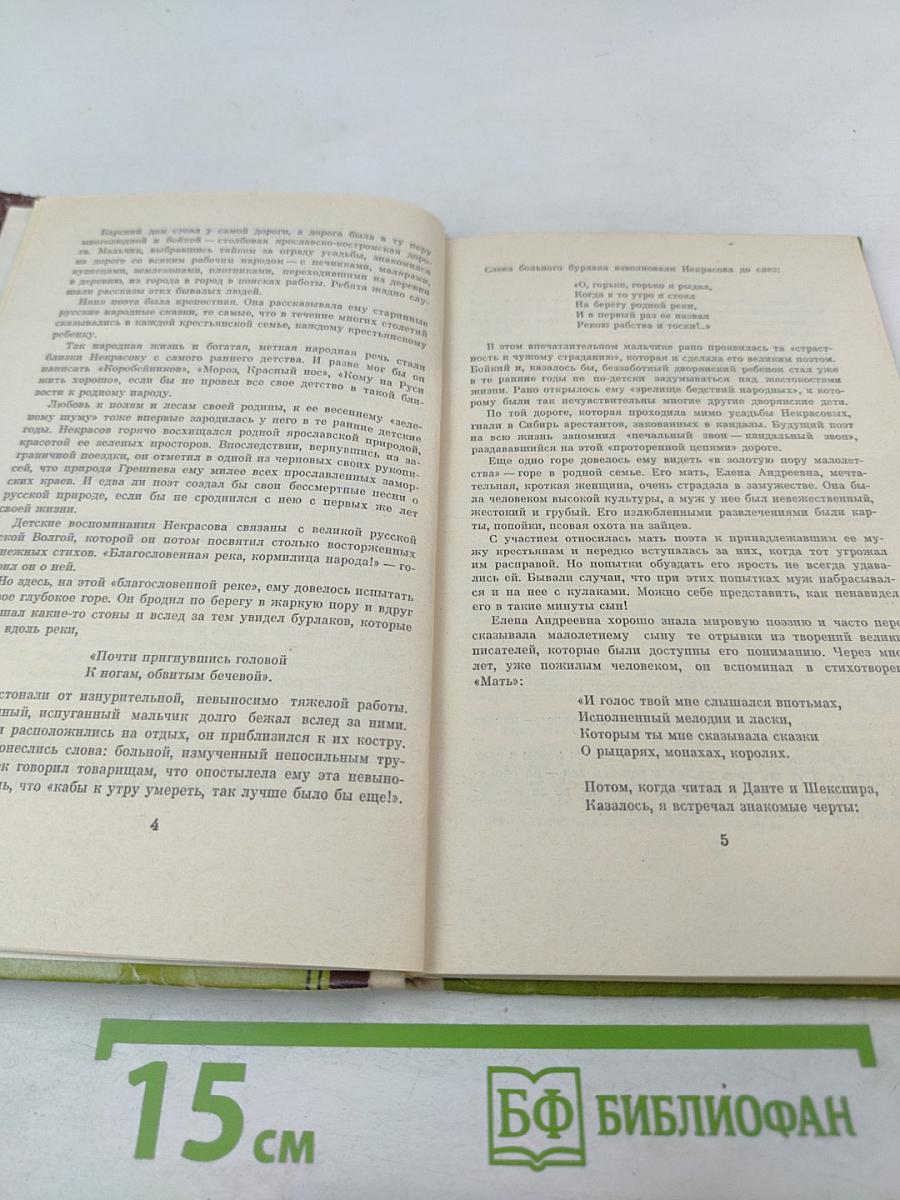 Барский дом стоял у самой дороги, а дорога была в ту пору
многолюдной и бойкой — столбовая ярославско-костромская доро-
га. Мальчик, выбравшись тайком за ограду усадьбы, знакомился
на дороге со всяким рабочим народом — с печниками, малярами,
кузнецами, землекопами, плотниками, переходившими из деревни
в деревню, из города в город в поисках работы. Ребята жадно слу-
шали рассказы этих бывалых людей.
Няня поэта была крепостная. Она рассказывала ему старинные
русские народные сказки, те самые, что в течение многих столетий
сказывались в каждой крестьянской семье, каждому крестьянскому
ребенку.
Так народная жизнь и богатая, меткая народная речь стали
близки Некрасову с самого раннего детства. И разве мог бы он
написать «Коробейников», «Мороз, Красный нос», «Кому на Руси
жить хорошо», если бы не провел все свое детство в такой бли-
зости к родному народу.
Любовь к полям и лесам своей родины, к ее весеннему «зеле-
ному шуму» тоже впервые зародилась у него в те ранние детские
годы. Некрасов горячо восхищался родной ярославской природой,
красотой ее зеленых просторов. Впоследствии, вернувшись из за-
граничной поездки, он отметил в одной из черновых своих рукопи-
сей, что природа Грешнева ему милее всех прославленных замор-
ских краев. И едва ли поэт создал бы свои бессмертные песни о
русской природе, если бы не сроднился с нею с первых же лет
своей жизни.
Детские воспоминания Некрасова связаны с великой русской
ской Волгой, которой он потом посвятил столько восторженных
нежных стихов. «Благословенная река, кормилица народа!» — го-
рил он о ней.
Но здесь, на этой «благословенной реке», ему довелось испытать
вое глубокое горе. Он бродил по берегу в жаркую пору и вдруг
шал какие-то стоны и вслед за тем увидел бурлаков, которые
вдоль реки,
«Почти пригнувшись головой
К ногам, обвитым бечевой».
стонали от изнурительной, невыносимо тяжелой работы.
ный, испуганный мальчик долго бежал вслед за ними.
и расположились на отдых, он приблизился к их костру.
онеслись слова: больной, измученный непосильным тру-
к говорил товарищам, что опостылела ему эта невыно-
ь, что «кабы к утру умереть, так лучше было бы еще!».
4
Слова больного бурлака взволновали Некрасова до слез:
«О, горько, горько я рыдал,
Когда в то утро я стоял
На берегу родной реки,
И в первый раз ее назвал
Рекою рабства и тоски!..»
В этом впечатлительном мальчике рано проявилась та «страст-
ность к чужому страданию», которая и сделала его великим поэтом.
Бойкий и, казалось бы, беззаботный дворянский ребенок стал уже
в те ранние годы не по-детски задумываться над жестокостями
жизни. Рано открылось ему «зрелище бедствий народных», к ко-
торому были так нечувствительны многие другие дворянские дети.
По той дороге, которая проходила мимо усадьбы Некрасовых,
гнали в Сибирь арестантов, закованных в кандалы. Будущий поэт
на всю жизнь запомнил «печальный звон — кандальный звон»,
раздававшийся на этой «проторенной цепями» дороге.
Еще одно горе довелось ему видеть «в золотую пору малолет-
ства» — горе в родной семье. Его мать, Елена Андреевна, мечта-
тельная, кроткая женщина, очень страдала в замужестве. Она бы-
ла человеком высокой культуры, а муж у нее был невежественный,
жестокий и грубый. Его излюбленными развлечениями были кар-
ты, попойки, псовая охота на зайцев.
С участием относилась мать поэта к принадлежавшим ее му-
жу крестьянам и нередко вступалась за них, когда тот угрожал
им расправой. Но попытки обуздать его ярость не всегда удава-
лись ей. Бывали случаи, что при этих попытках муж набрасывал-
ся и на нее с кулаками. Можно себе представить, как ненавидел
его в такие минуты сын!
Елена Андреевна хорошо знала мировую поэзию и часто пере
сказывала малолетнему сыну те отрывки из творений велики
писателей, которые были доступны его пониманию. Через мно
лет, уже пожилым человеком, он вспоминал в стихотворе
«Мать»:
«И голос твой мне слышался впотьмах,
Исполненный мелодии и ласки,
Которым ты мне сказывала сказки
О рыцарях, монахах, королях.
Потом, когда читал я Данте и Шекспира,
Казалось, я встречал знакомые черты:
5
15 см
БФ БИБЛИОФАН